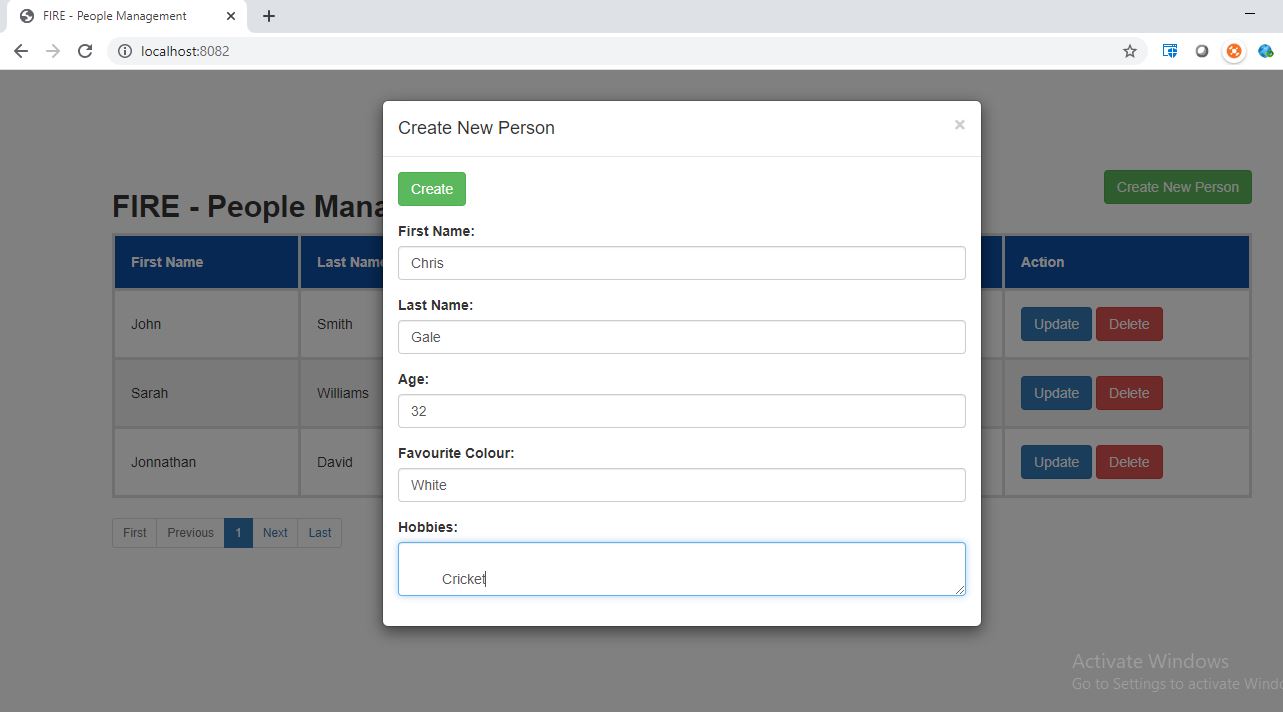 FIRE - People Management
localhost:8082
Create New Person ×
Create
First Name:
Chris
Last Name:
Gale
Age:
32
Favourite Colour:
White
Hobbies:
Cricket
Create New Person
FIRE - People Mana
First Name Last Name Action
John Smith Update Delete
Sarah Williams Update Delete
Jonnathan David Update Delete
First Previous 1 Next Last
Activate Windows
Go to Settings to activate Windo